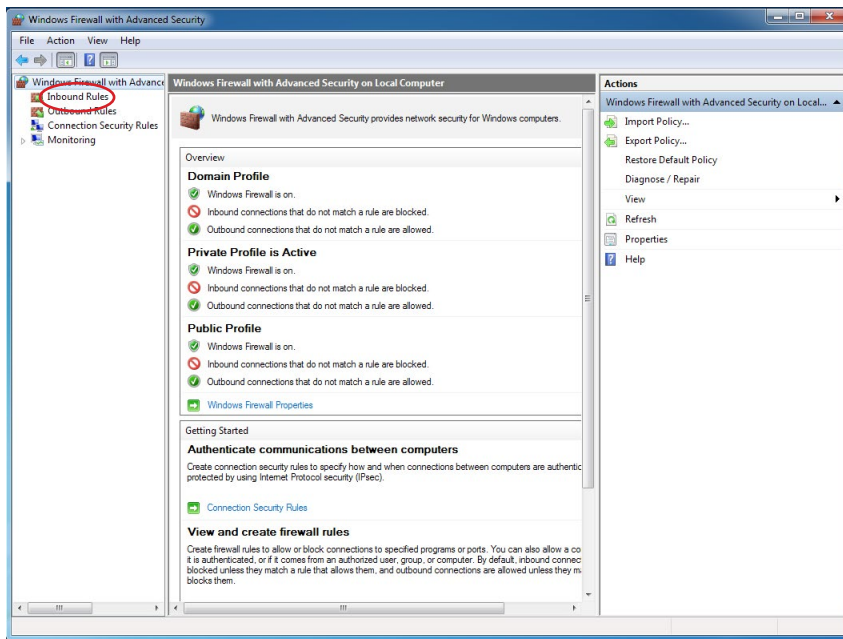 Windows Firewall with Advanced Security
File Action View Help
Windows Firewall with Advance
Inbound Rules
Outbound Rules
Connection Security Rules
Monitoring
Windows Firewall with Advanced Security on Local Computer
Windows Firewall with Advanced Security provides network security for Windows computers.
Overview
Domain Profile
Windows Firewall is on.
Inbound connections that do not match a rule are blocked.
Outbound connections that do not match a rule are allowed.
Private Profile is Active
Windows Firewall is on.
Inbound connections that do not match a rule are blocked.
Outbound connections that do not match a rule are allowed.
Public Profile
Windows Firewall is on.
Inbound connections that do not match a rule are blocked.
Outbound connections that do not match a rule are allowed.
Windows Firewall Properties
Getting Started
Authenticate communications between computers
Create connection security rules to specify how and when connections between computers are authentic
protected by using Internet Protocol security (IPsec).
Connection Security Rules
View and create firewall rules
Create firewall rules to allow or block connections to specified programs or ports. You can also allow a co
it is authenticated, or if it comes from an authorized user, group, or computer. By default, inbound connec
blocked unless they match a rule that allows them, and outbound connections are allowed unless they m
blocks them.
Actions
Windows Firewall with Advanced Security on Local...
Import Policy...
Export Policy...
Restore Default Policy
Diagnose / Repair
View
Refresh
Properties
Help